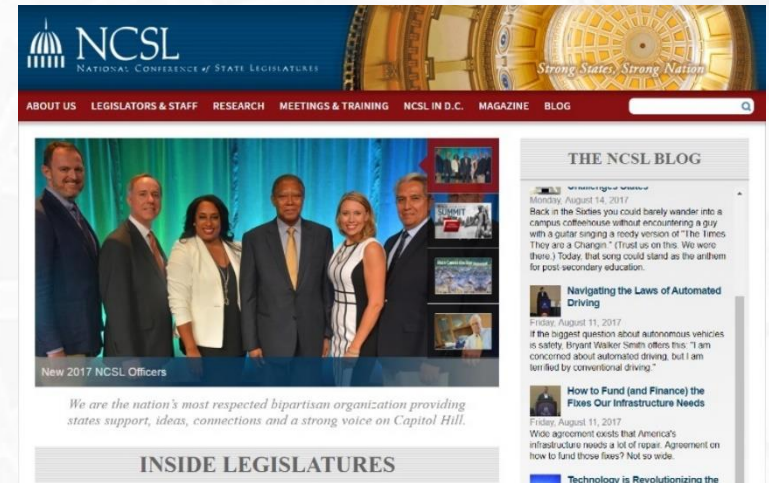 NCSL
NATIONAL CONFERENCE of STATE LEGISLATURES
Strong States, Strong Nation
ABOUT US LEGISLATORS & STAFF RESEARCH MEETINGS & TRAINING NCSL IN D.C. MAGAZINE BLOG
New 2017 NCSL Officers
We are the nation's most respected bipartisan organization providing
states support, ideas, connections and a strong voice on Capitol Hill.
INSIDE LEGISLATURES
THE NCSL BLOG
Challenges States
Monday, August 14, 2017
Back in the Sixties you could barely wander into a
campus coffeehouse without encountering a guy
with a guitar singing a reedy version of "The Times
They are a Changin." (Trust us on this. We were
there.) Today, that song could stand as the anthem
for post-secondary education.
Navigating the Laws of Automated
Driving
Friday, August 11, 2017
If the biggest question about autonomous vehicles
is safety, Bryant Walker Smith offers this: "I am
concerned about automated driving, but I am
terrified by conventional driving."
How to Fund (and Finance) the
Fixes Our Infrastructure Needs
Friday, August 11, 2017
Wide agreement exists that America's
infrastructure needs a lot of repair. Agreement on
how to fund those fixes? Not so wide.
Technology is Revolutionizing the